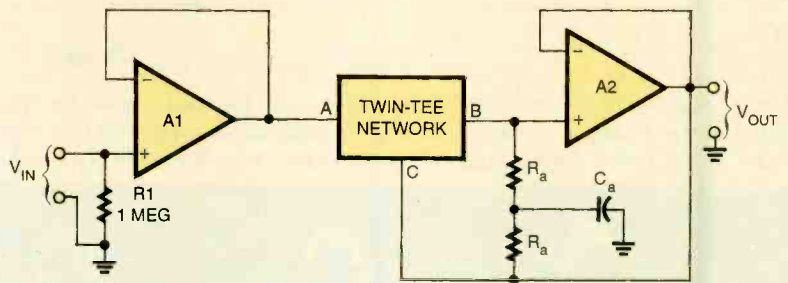 A1
A2
A
TWIN-TEE
NETWORK
B
C
V_IN
R1
1 MEG
R_a
C_a
R_a
V_OUT
−
+
−
+